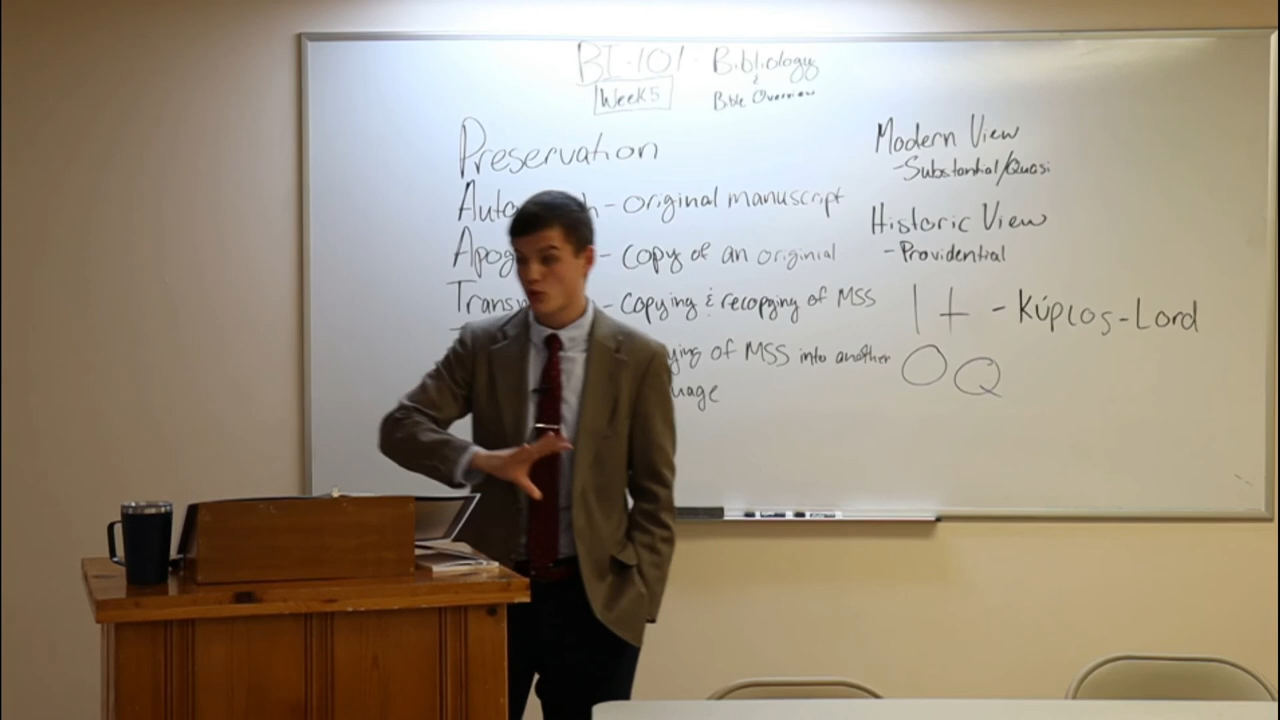 BI·101 · Bibliology
Week 5
& Bible Overview
Preservation
- original manuscript
- copy of an originial
- copying & recopying of MSS
of MSS into another
Modern View
- Substantial/Quasi
Historic View
- Providential
- Κύριος - Lord
O Q